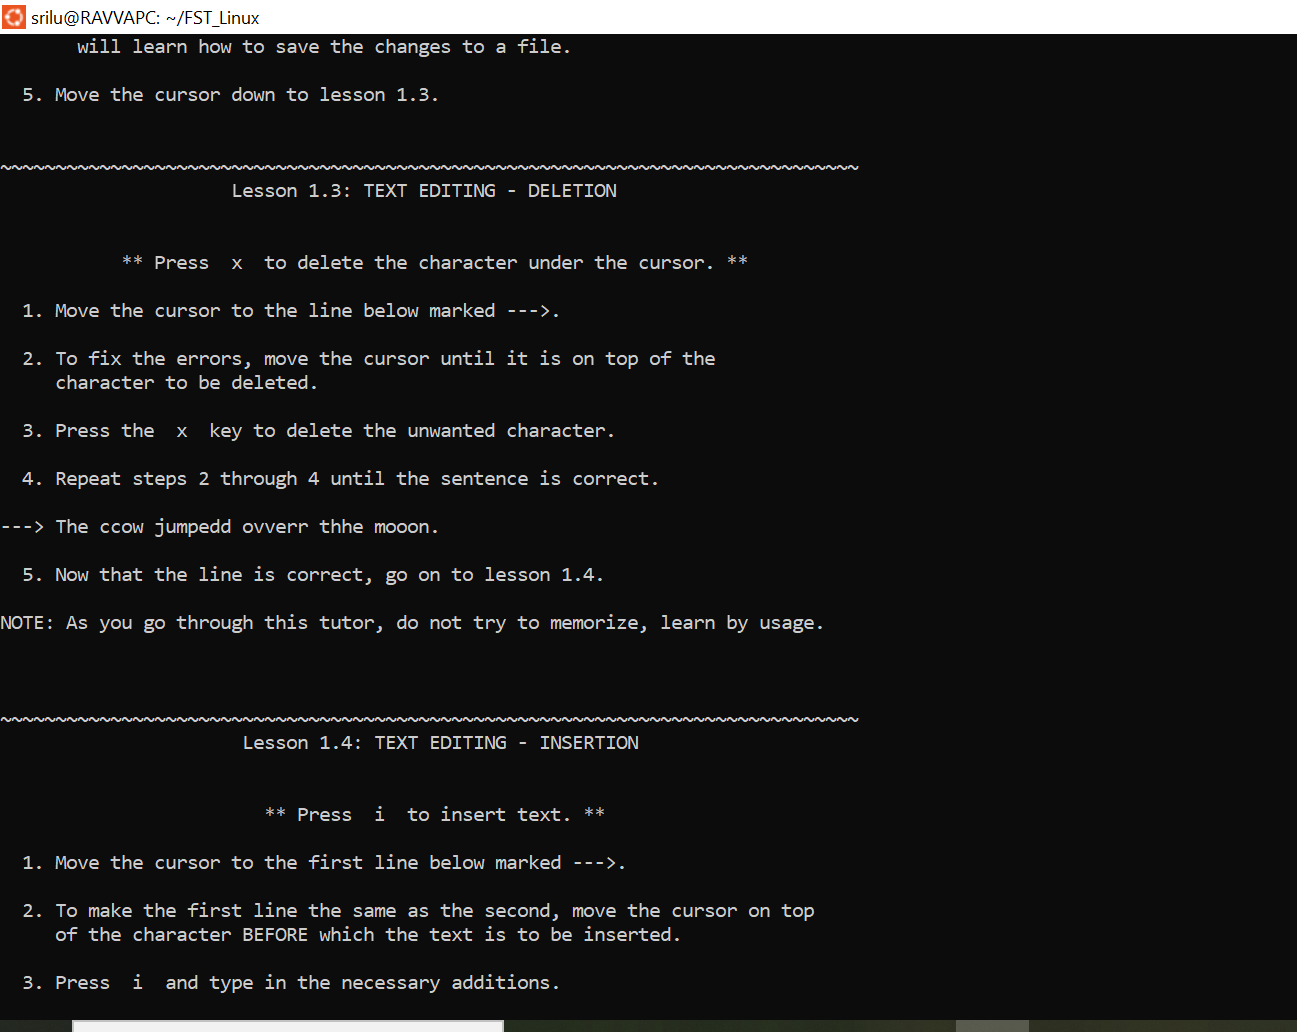 srilu@RAVVAPC: ~/FST_Linux
will learn how to save the changes to a file.
5. Move the cursor down to lesson 1.3.
~~~~~~~~~~~~~~~~~~~~~~~~~~~~~~~~~~~~~~~~~~~~~~~~~~~~~~~~~~~~~~~~~~~~~~~~~~~~~~
Lesson 1.3: TEXT EDITING - DELETION
** Press  x  to delete the character under the cursor. **
1. Move the cursor to the line below marked --->.
2. To fix the errors, move the cursor until it is on top of the
character to be deleted.
3. Press the  x  key to delete the unwanted character.
4. Repeat steps 2 through 4 until the sentence is correct.
---> The ccow jumpedd ovverr thhe mooon.
5. Now that the line is correct, go on to lesson 1.4.
NOTE: As you go through this tutor, do not try to memorize, learn by usage.
~~~~~~~~~~~~~~~~~~~~~~~~~~~~~~~~~~~~~~~~~~~~~~~~~~~~~~~~~~~~~~~~~~~~~~~~~~~~~~
Lesson 1.4: TEXT EDITING - INSERTION
** Press  i  to insert text. **
1. Move the cursor to the first line below marked --->.
2. To make the first line the same as the second, move the cursor on top
of the character BEFORE which the text is to be inserted.
3. Press  i  and type in the necessary additions.